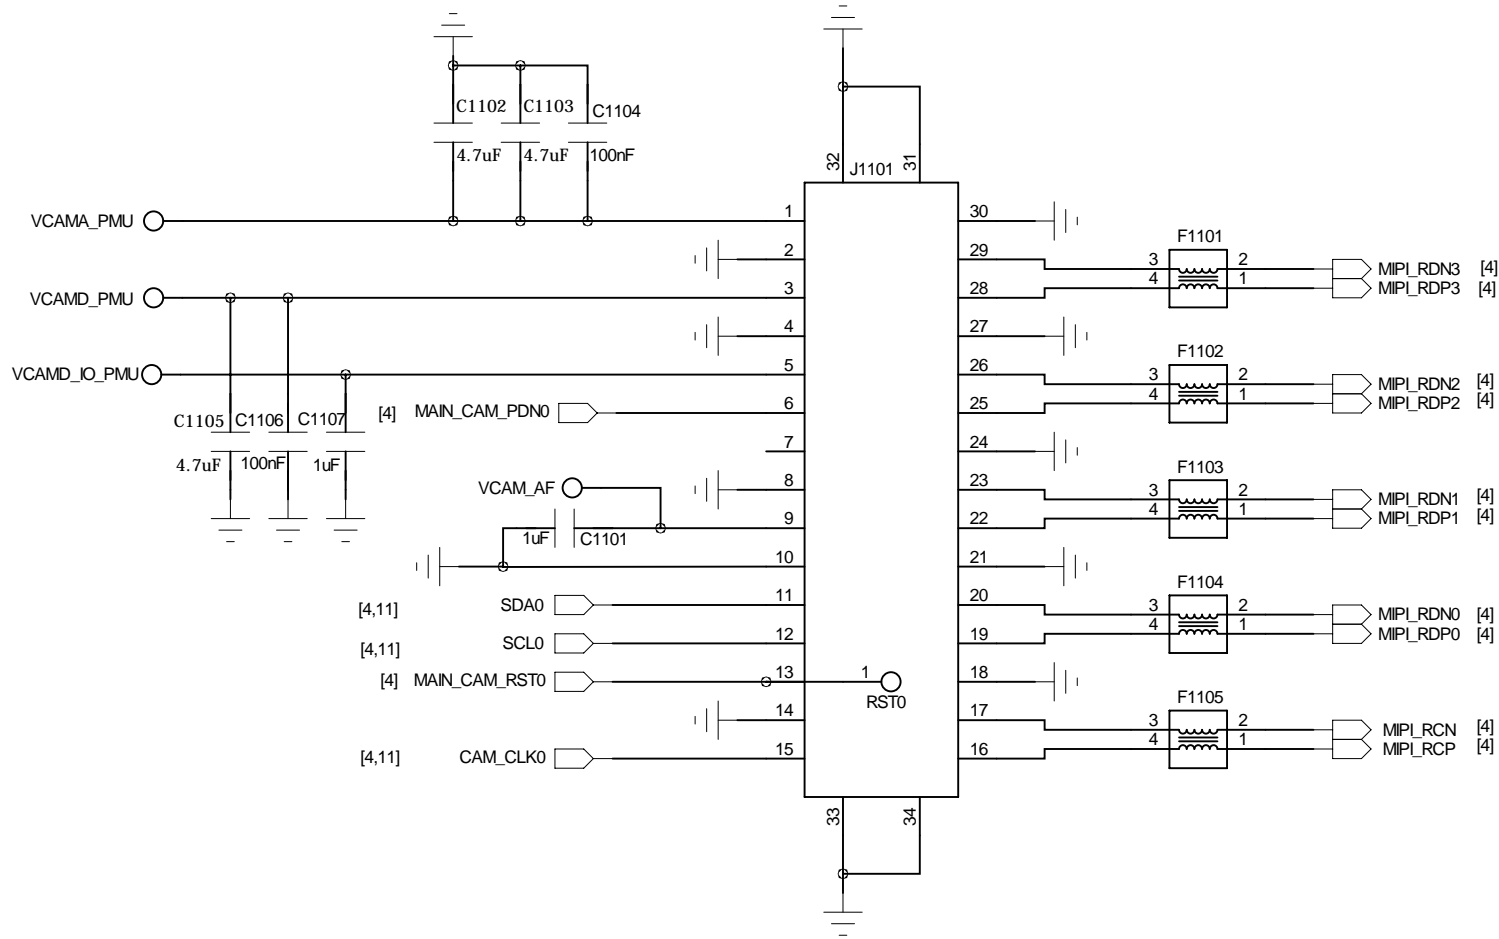 C1102 C1103 C1104
4.7uF 4.7uF 100nF
32 31
J1101
VCAMA_PMU 1 30
2 29 3 F1101 2 MIPI_RDN3 [4]
VCAMD_PMU 3 28 4 1 MIPI_RDP3 [4]
4 27
VCAMD_IO_PMU 5 26 3 F1102 2 MIPI_RDN2 [4]
[4] MAIN_CAM_PDN0 6 25 4 1 MIPI_RDP2 [4]
C1105 C1106 C1107
4.7uF 100nF 1uF
7 24
VCAM_AF 8 23 3 F1103 2 MIPI_RDN1 [4]
9 22 4 1 MIPI_RDP1 [4]
1uF C1101
10 21
[4,11] SDA0 11 20 3 F1104 2 MIPI_RDN0 [4]
[4,11] SCL0 12 19 4 1 MIPI_RDP0 [4]
[4] MAIN_CAM_RST0 13 1 RST0 18
14 17 3 F1105 2 MIPI_RCN [4]
[4,11] CAM_CLK0 15 16 4 1 MIPI_RCP [4]
33 34